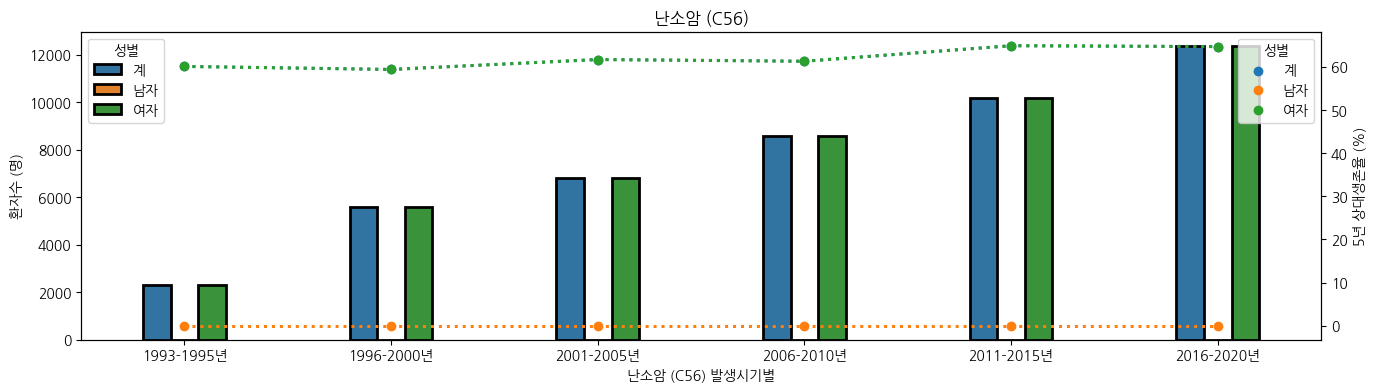 난소암 (C56)
환자수 (명)
12000
10000
8000
6000
4000
2000
0
성별
계
남자
여자
성별
계
남자
여자
60
50
40
30
20
10
0
5년 상대생존율 (%)
1993-1995년
1996-2000년
2001-2005년
2006-2010년
2011-2015년
2016-2020년
난소암 (C56) 발생시기별